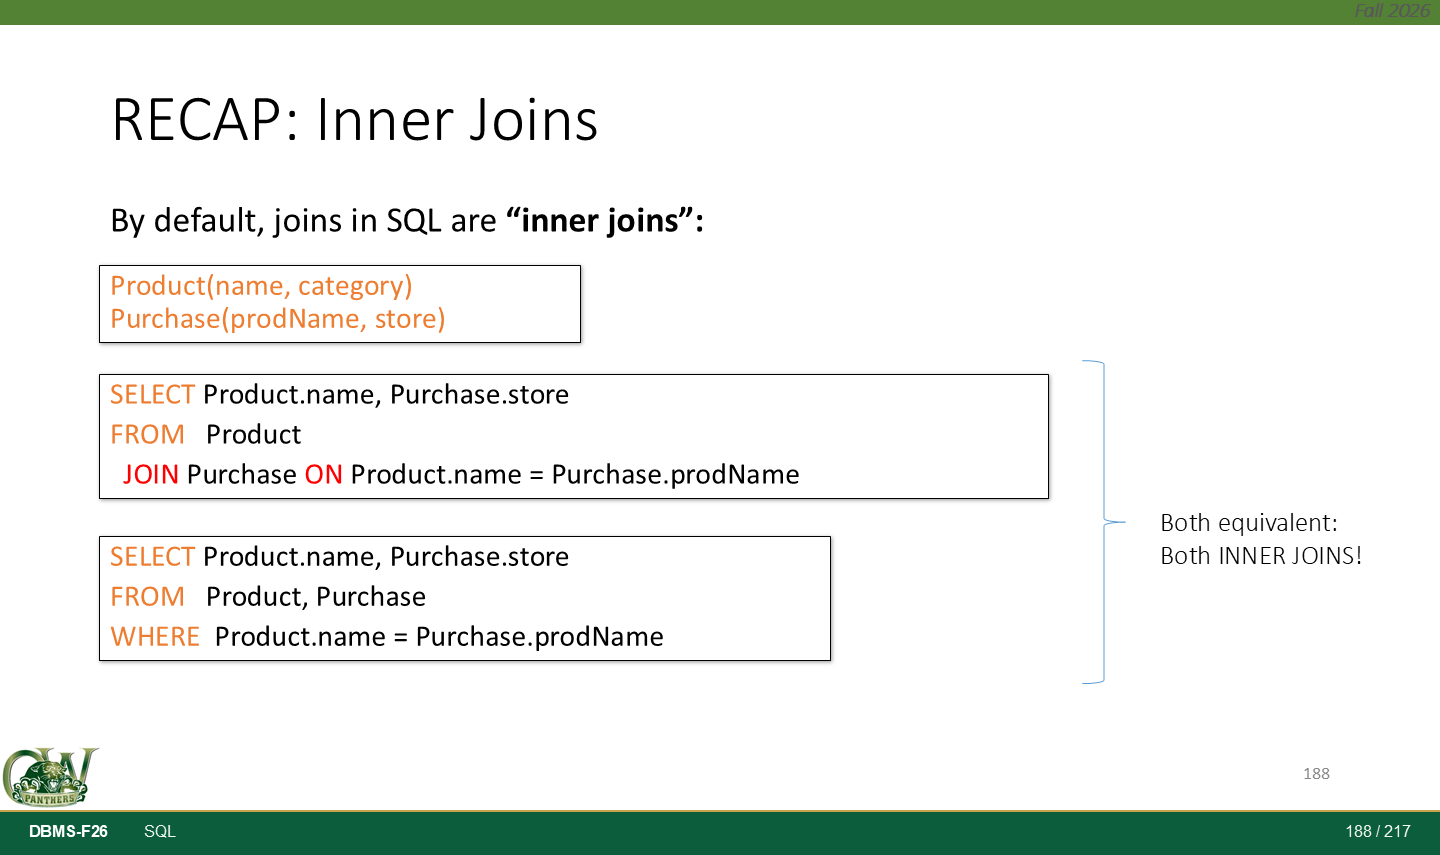 Fall 2026
RECAP: Inner Joins
By default, joins in SQL are “inner joins”:
Product(name, category)
Purchase(prodName, store)
SELECT Product.name, Purchase.store
FROM Product
JOIN Purchase ON Product.name = Purchase.prodName
SELECT Product.name, Purchase.store
FROM Product, Purchase
WHERE Product.name = Purchase.prodName
Both equivalent:
Both INNER JOINS!
188
OW
PANTHERS
DBMS-F26 SQL 188 / 217